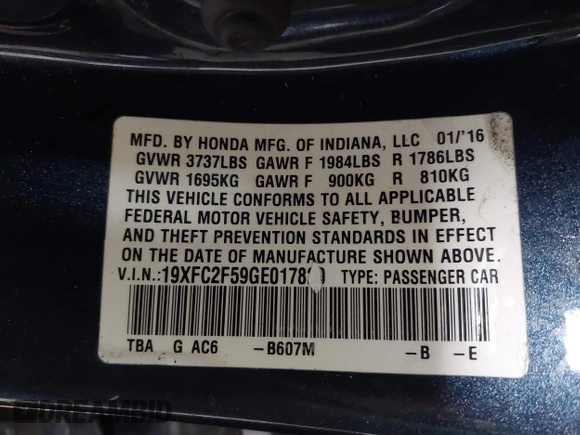 MFD. BY HONDA MFG. OF INDIANA, LLC 01/'16
GVWR 3737LBS GAWR F 1984LBS R 1786LBS
GVWR 1695KG GAWR F 900KG R 810KG
THIS VEHICLE CONFORMS TO ALL APPLICABLE
FEDERAL MOTOR VEHICLE SAFETY, BUMPER,
AND THEFT PREVENTION STANDARDS IN EFFECT
ON THE DATE OF MANUFACTURE SHOWN ABOVE.
V.I.N.: TYPE: PASSENGER CAR
TBA G AC6 -B607M -B -E
DREAMBID